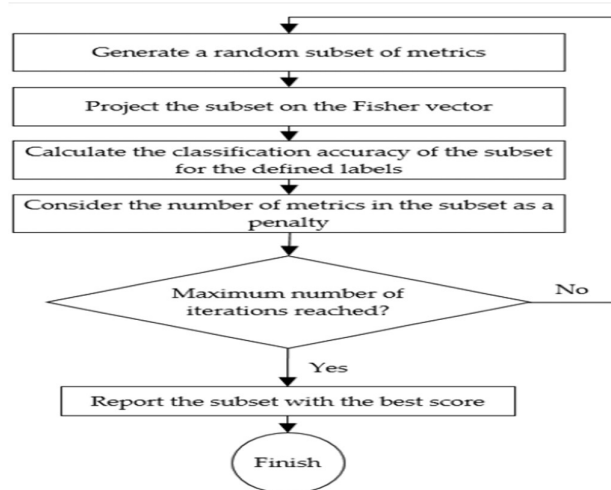 Generate a random subset of metrics
Project the subset on the Fisher vector
Calculate the classification accuracy of the subset
for the defined labels
Consider the number of metrics in the subset as a
penalty
Maximum number of
iterations reached?
No
Yes
Report the subset with the best score
Finish